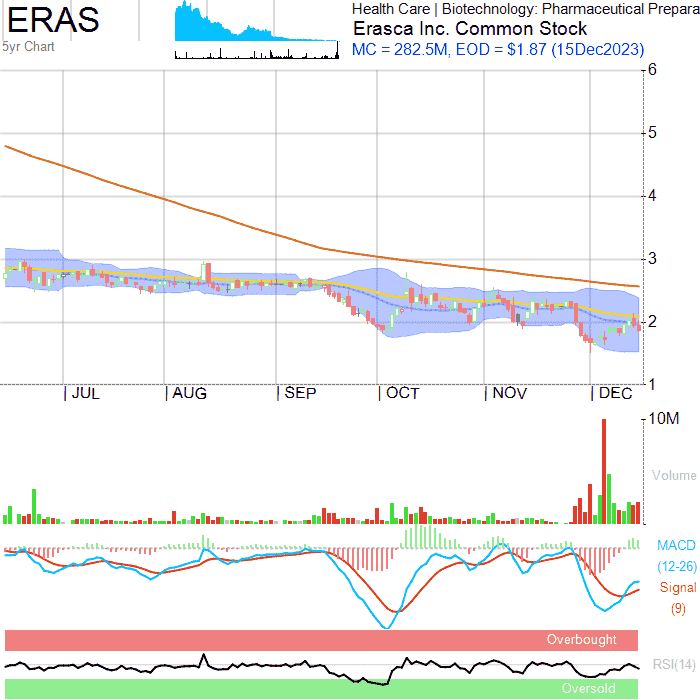 ERAS
5yr Chart
Health Care | Biotechnology: Pharmaceutical Prepara
Erasca Inc. Common Stock
MC = 282.5M, EOD = $1.87 (15Dec2023)
6
5
4
3
2
1
JUL AUG SEP OCT NOV DEC
10M
Volume
MACD
(12-26)
Signal
(9)
Overbought
RSI(14)
Oversold